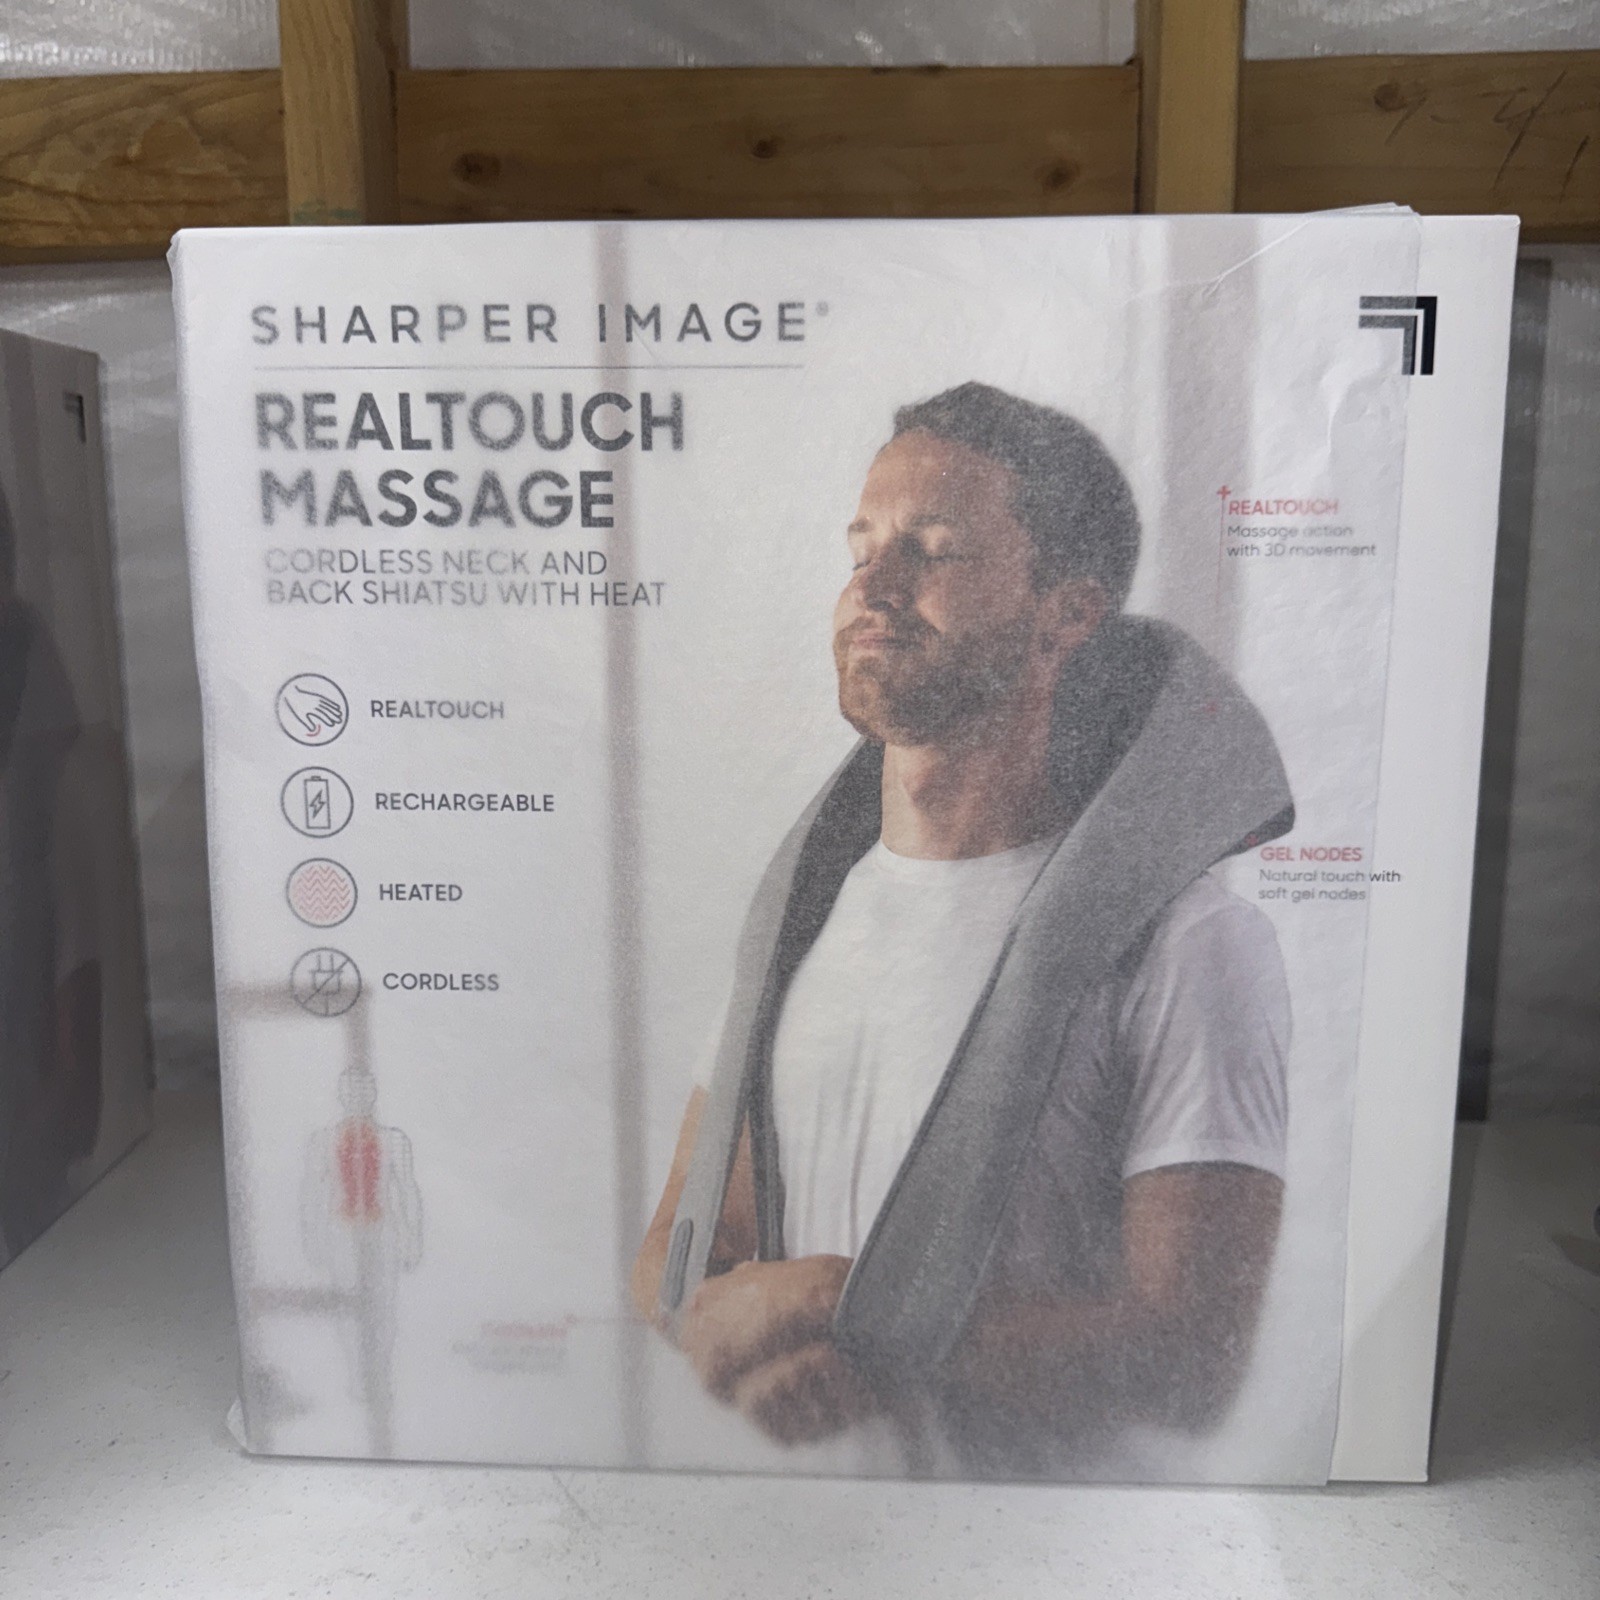 SHARPER IMAGE®
REALTOUCH
MASSAGE
CORDLESS NECK AND
BACK SHIATSU WITH HEAT
REALTOUCH
RECHARGEABLE
HEATED
CORDLESS
REALTOUCH
Massage action
with 3D movement
GEL NODES
Natural touch with
soft gel nodes